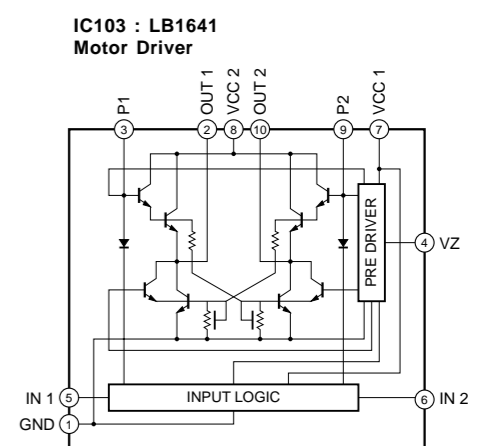 IC103 : LB1641
Motor Driver
P1
OUT 1
VCC 2
OUT 2
P2
VCC 1
3
2
8
10
9
7
PRE DRIVER
4 VZ
IN 1 5
INPUT LOGIC
6 IN 2
GND 1